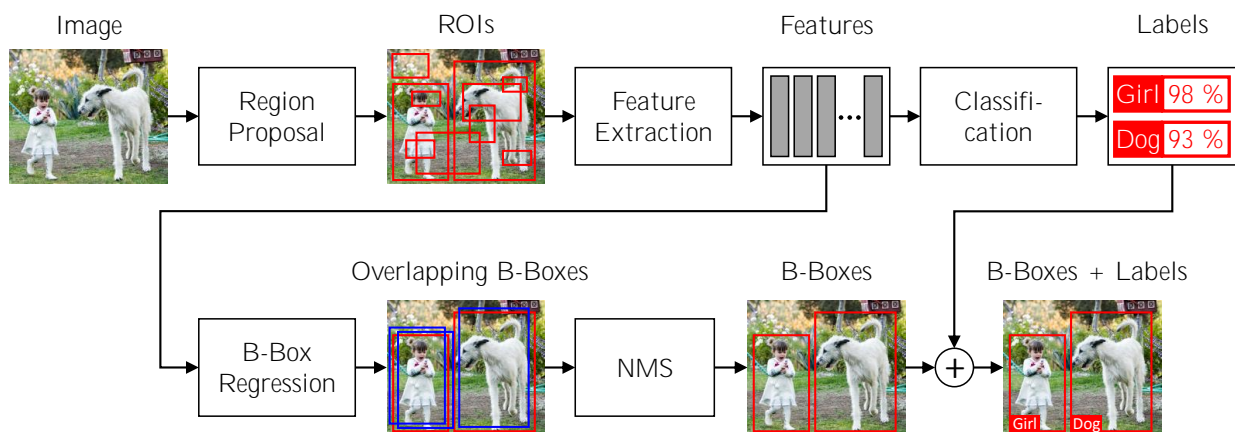 Image
ROIs
Features
Labels
Region
Proposal
Feature
Extraction
Classifi-
cation
Girl 98 %
Dog 93 %
Overlapping B-Boxes
B-Boxes
B-Boxes + Labels
B-Box
Regression
NMS
+
Girl
Dog